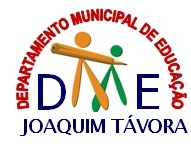 DEPARTAMENTO MUNICIPAL DE EDUCAÇÃO
DME
JOAQUIM TÁVORA